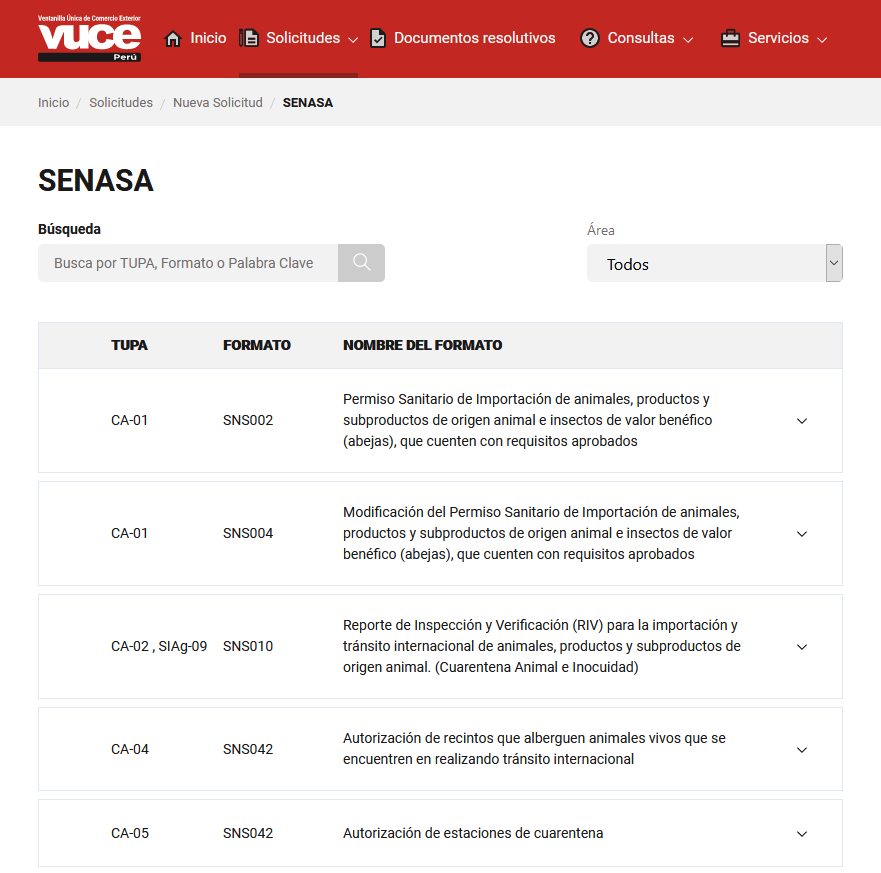 Ventanilla Única de Comercio Exterior
vuce
Perú
Inicio
Solicitudes
Documentos resolutivos
Consultas
Servicios
Inicio / Solicitudes / Nueva Solicitud / SENASA
SENASA
Búsqueda
Área
Busca por TUPA, Formato o Palabra Clave
Todos
TUPA FORMATO NOMBRE DEL FORMATO
Permiso Sanitario de Importación de animales, productos y
CA-01 SNS002 subproductos de origen animal e insectos de valor benéfico
(abejas), que cuenten con requisitos aprobados
Modificación del Permiso Sanitario de Importación de animales,
CA-01 SNS004 productos y subproductos de origen animal e insectos de valor
benéfico (abejas), que cuenten con requisitos aprobados
Reporte de Inspección y Verificación (RIV) para la importación y
CA-02 , SIAg-09 SNS010 tránsito internacional de animales, productos y subproductos de
origen animal. (Cuarentena Animal e Inocuidad)
Autorización de recintos que alberguen animales vivos que se
CA-04 SNS042
encuentren en realizando tránsito internacional
CA-05 SNS042 Autorización de estaciones de cuarentena